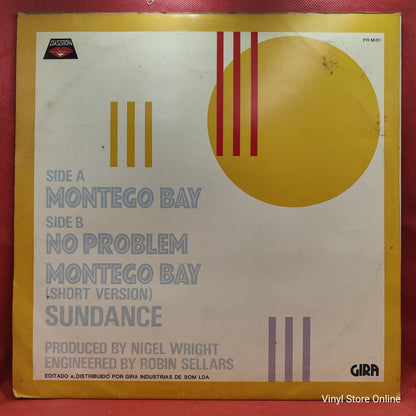 PASSION
PR M/81
SIDE A
MONTEGO BAY
SIDE B
NO PROBLEM
MONTEGO BAY
(SHORT VERSION)
SUNDANCE
PRODUCED BY NIGEL WRIGHT
ENGINEERED BY ROBIN SELLARS
EDITADO e, DISTRIBUIDO POR GIRA INDUSTRIAS DE SOM LDA
GIRA
Vinyl Store Online